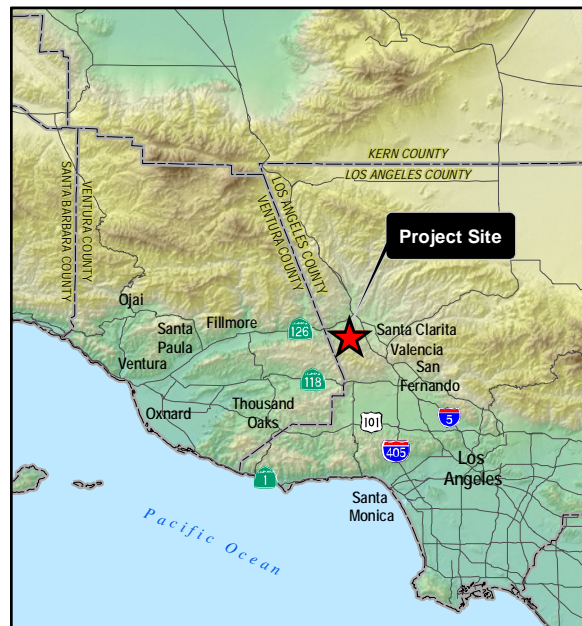 KERN COUNTY
LOS ANGELES COUNTY
SANTA BARBARA COUNTY
VENTURA COUNTY
LOS ANGELES COUNTY
VENTURA COUNTY
Project Site
Ojai
Santa
Paula
Fillmore
126
Santa Clarita
Valencia
San
Fernando
Ventura
118
Oxnard
Thousand
Oaks
101
5
405
Los
Angeles
1
Santa
Monica
Pacific Ocean